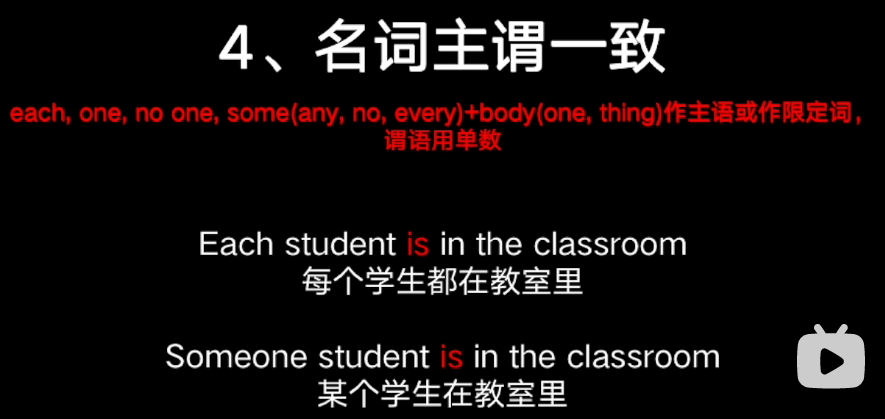 4、名词主谓一致
each, one, no one, some(any, no, every)+body(one, thing)作主语或作限定词，
谓语用单数
Each student is in the classroom
每个学生都在教室里
Someone student is in the classroom
某个学生在教室里